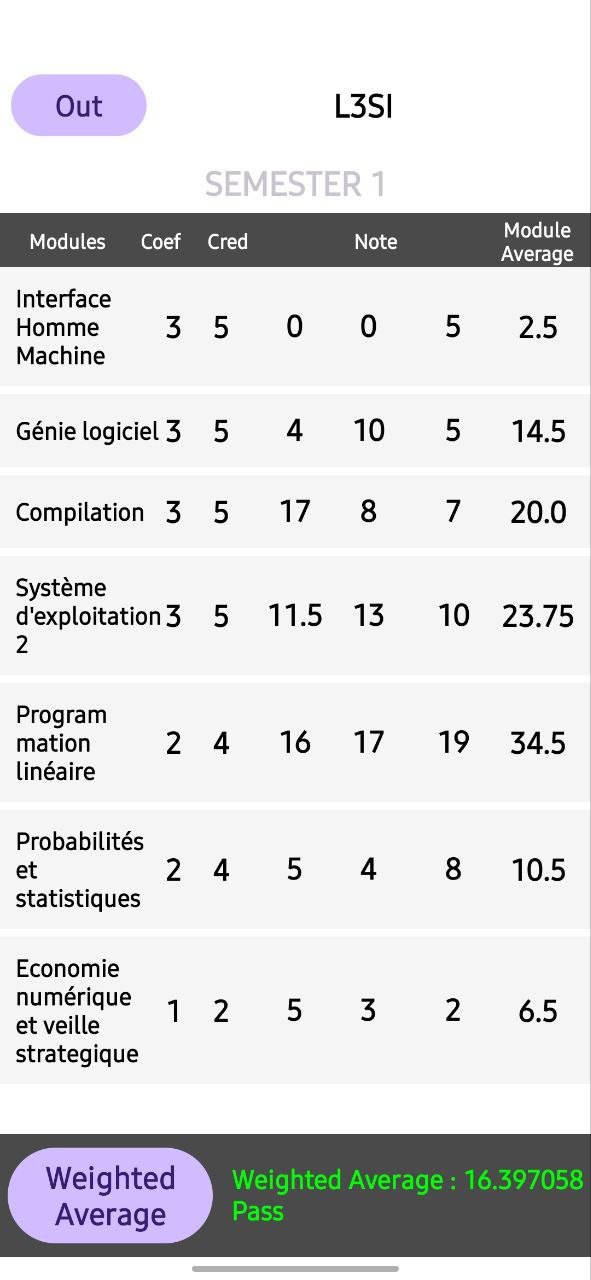 Out
L3SI
SEMESTER 1
Modules Coef Cred Note Module Average
Interface
Homme
Machine
3 5 0 0 5 2.5
Génie logiciel 3 5 4 10 5 14.5
Compilation 3 5 17 8 7 20.0
Système
d'exploitation
2
3 5 11.5 13 10 23.75
Program
mation
linéaire
2 4 16 17 19 34.5
Probabilités
et
statistiques
2 4 5 4 8 10.5
Economie
numérique
et veille
strategique
1 2 5 3 2 6.5
Weighted
Average
Weighted Average : 16.397058
Pass